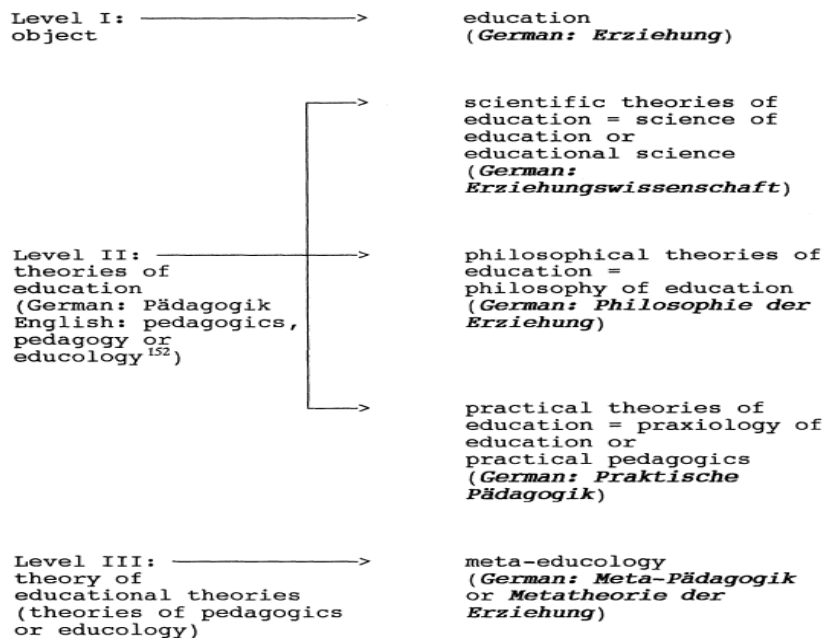 Level I:
object
education
(German: Erziehung)
scientific theories of
education = science of
education or
educational science
(German:
Erziehungswissenschaft)
Level II:
theories of
education
(German: Pädagogik
English: pedagogics,
pedagogy or
educology152)
philosophical theories of
education =
philosophy of education
(German: Philosophie der
Erziehung)
practical theories of
education = praxiology of
education or
practical pedagogics
(German: Praktische
Pädagogik)
Level III:
theory of
educational theories
(theories of pedagogics
or educology)
meta-educology
(German: Meta-Pädagogik
or Metatheorie der
Erziehung)